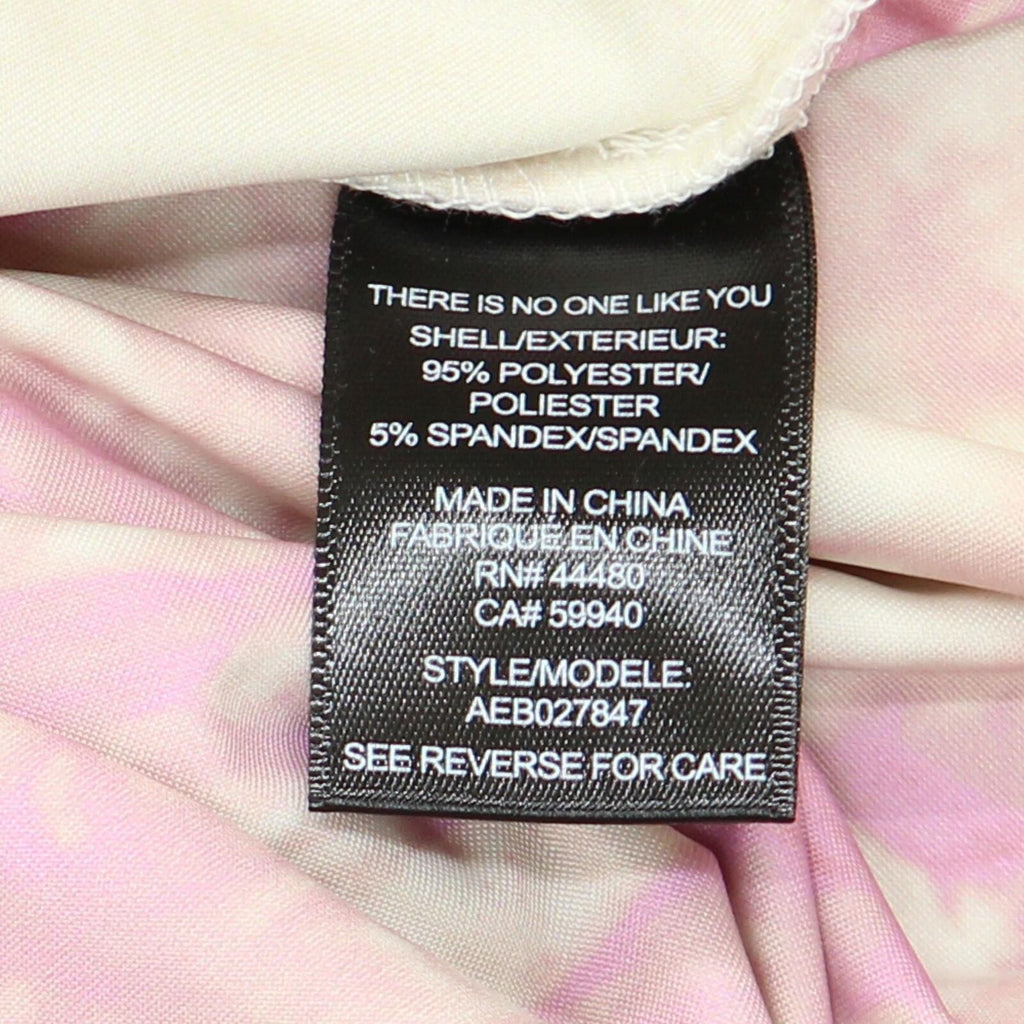 THERE IS NO ONE LIKE YOU
SHELL/EXTERIEUR:
95% POLYESTER/
POLIESTER
5% SPANDEX/SPANDEX
MADE IN CHINA
FABRIQUE EN CHINE
RN# 44480
CA# 59940
STYLE/MODELE:
AEB027847
SEE REVERSE FOR CARE